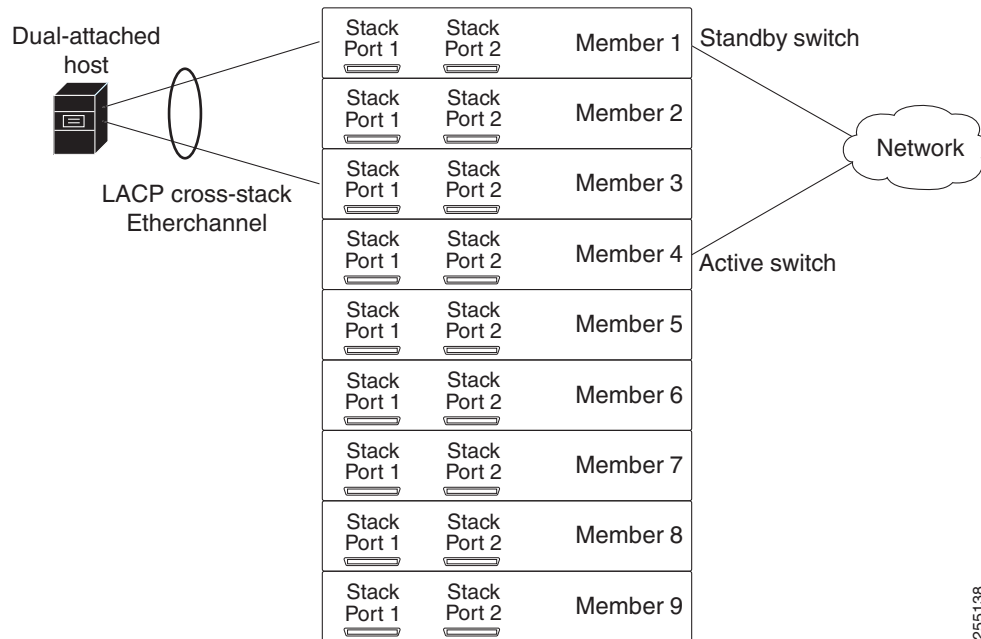 Dual-attached
host
LACP cross-stack
Etherchannel
Stack Port 1 Stack Port 2 Member 1
Stack Port 1 Stack Port 2 Member 2
Stack Port 1 Stack Port 2 Member 3
Stack Port 1 Stack Port 2 Member 4
Stack Port 1 Stack Port 2 Member 5
Stack Port 1 Stack Port 2 Member 6
Stack Port 1 Stack Port 2 Member 7
Stack Port 1 Stack Port 2 Member 8
Stack Port 1 Stack Port 2 Member 9
Standby switch
Network
Active switch
255138